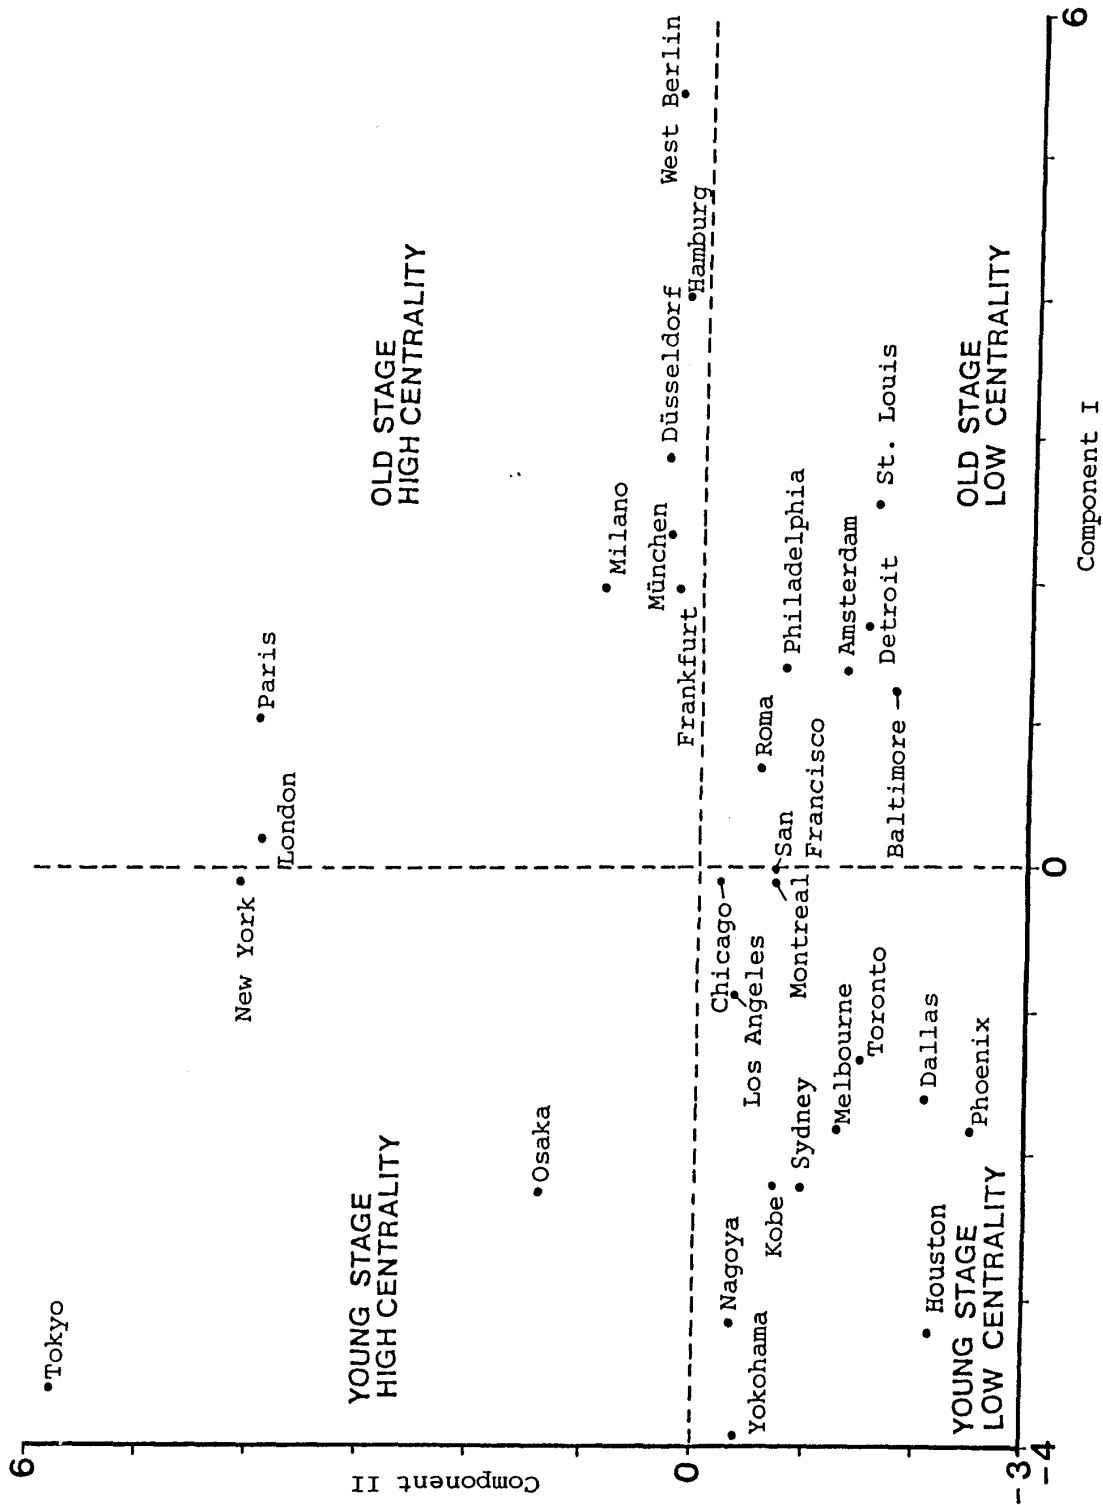 6
Component II
0
-3
-4
0
6
Component I
YOUNG STAGE
HIGH CENTRALITY
OLD STAGE
HIGH CENTRALITY
YOUNG STAGE
LOW CENTRALITY
OLD STAGE
LOW CENTRALITY
Tokyo
New York
London
Paris
Osaka
Milano
München
Düsseldorf
West Berlin
Hamburg
Frankfurt
Chicago
Los Angeles
San
Francisco
Montreal
Roma
Philadelphia
Amsterdam
Detroit
St. Louis
Baltimore
Nagoya
Yokohama
Kobe
Sydney
Melbourne
Toronto
Dallas
Phoenix
Houston